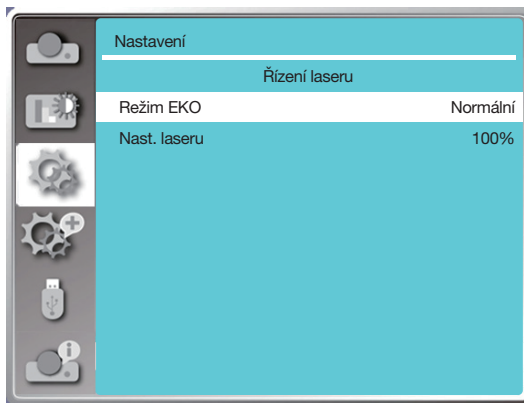 Nastavení
Řízení laseru
Režim EKO Normální
Nast. laseru 100%